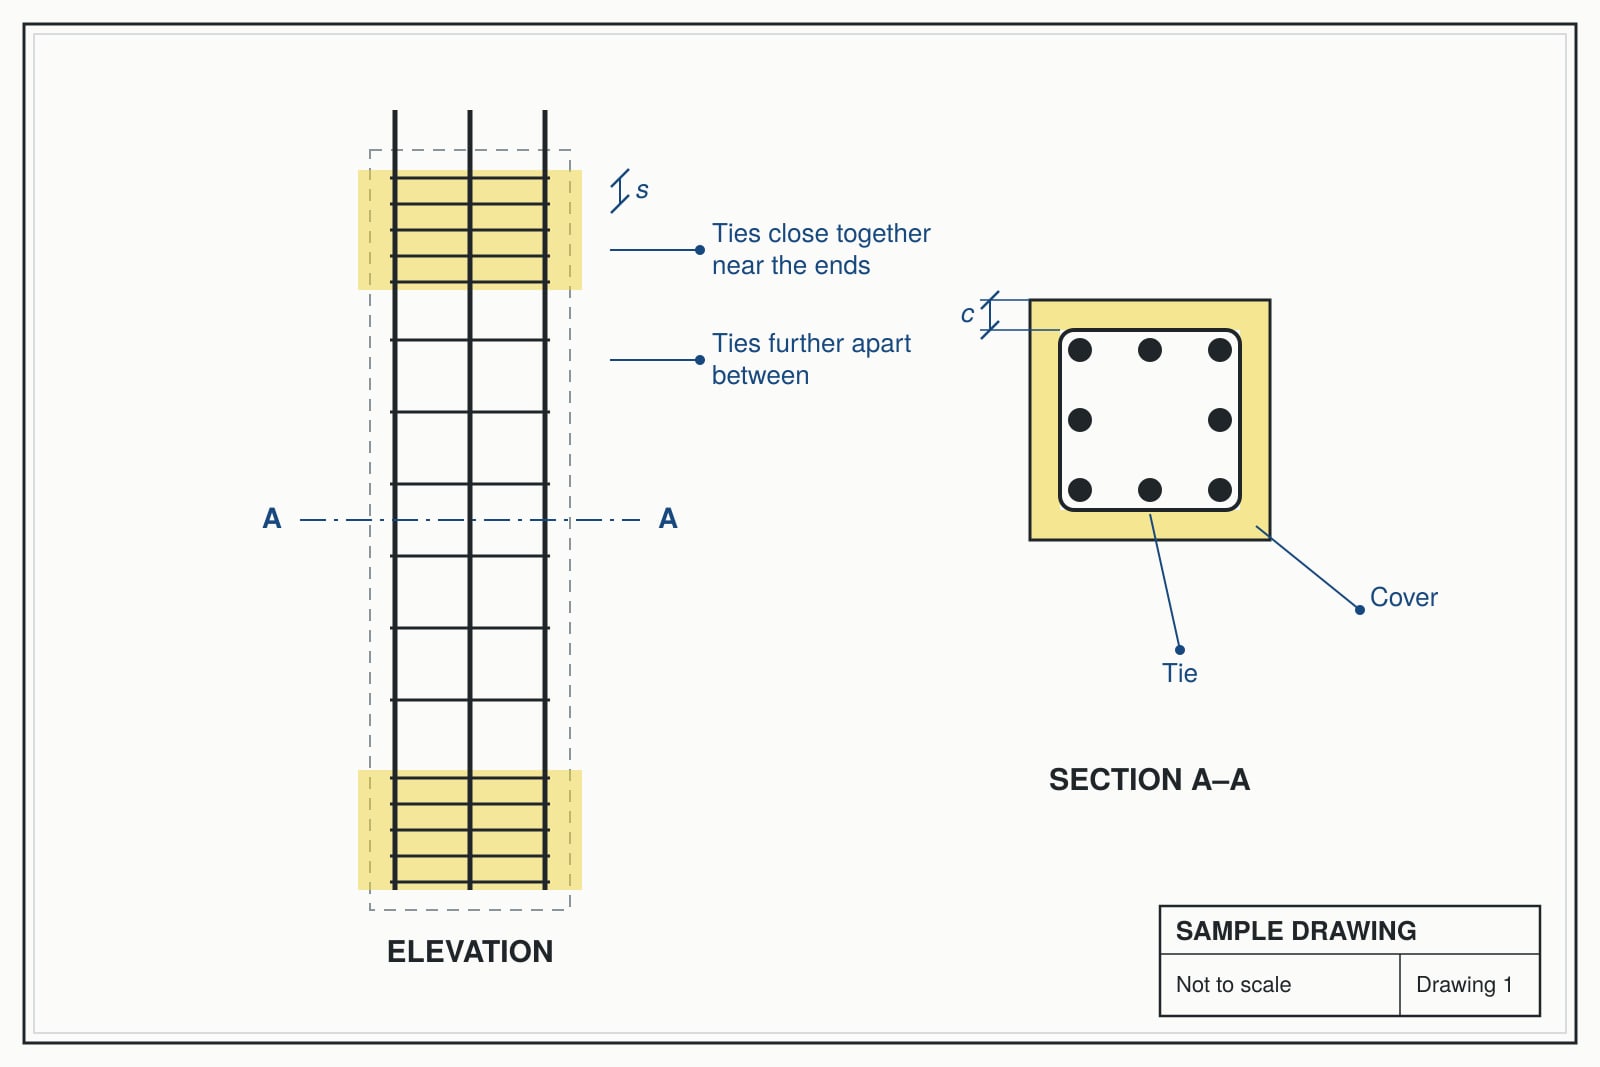 s
Ties close together
near the ends
Ties further apart
between
A A
ELEVATION
c
Cover
Tie
SECTION A–A
SAMPLE DRAWING
Not to scale
Drawing 1